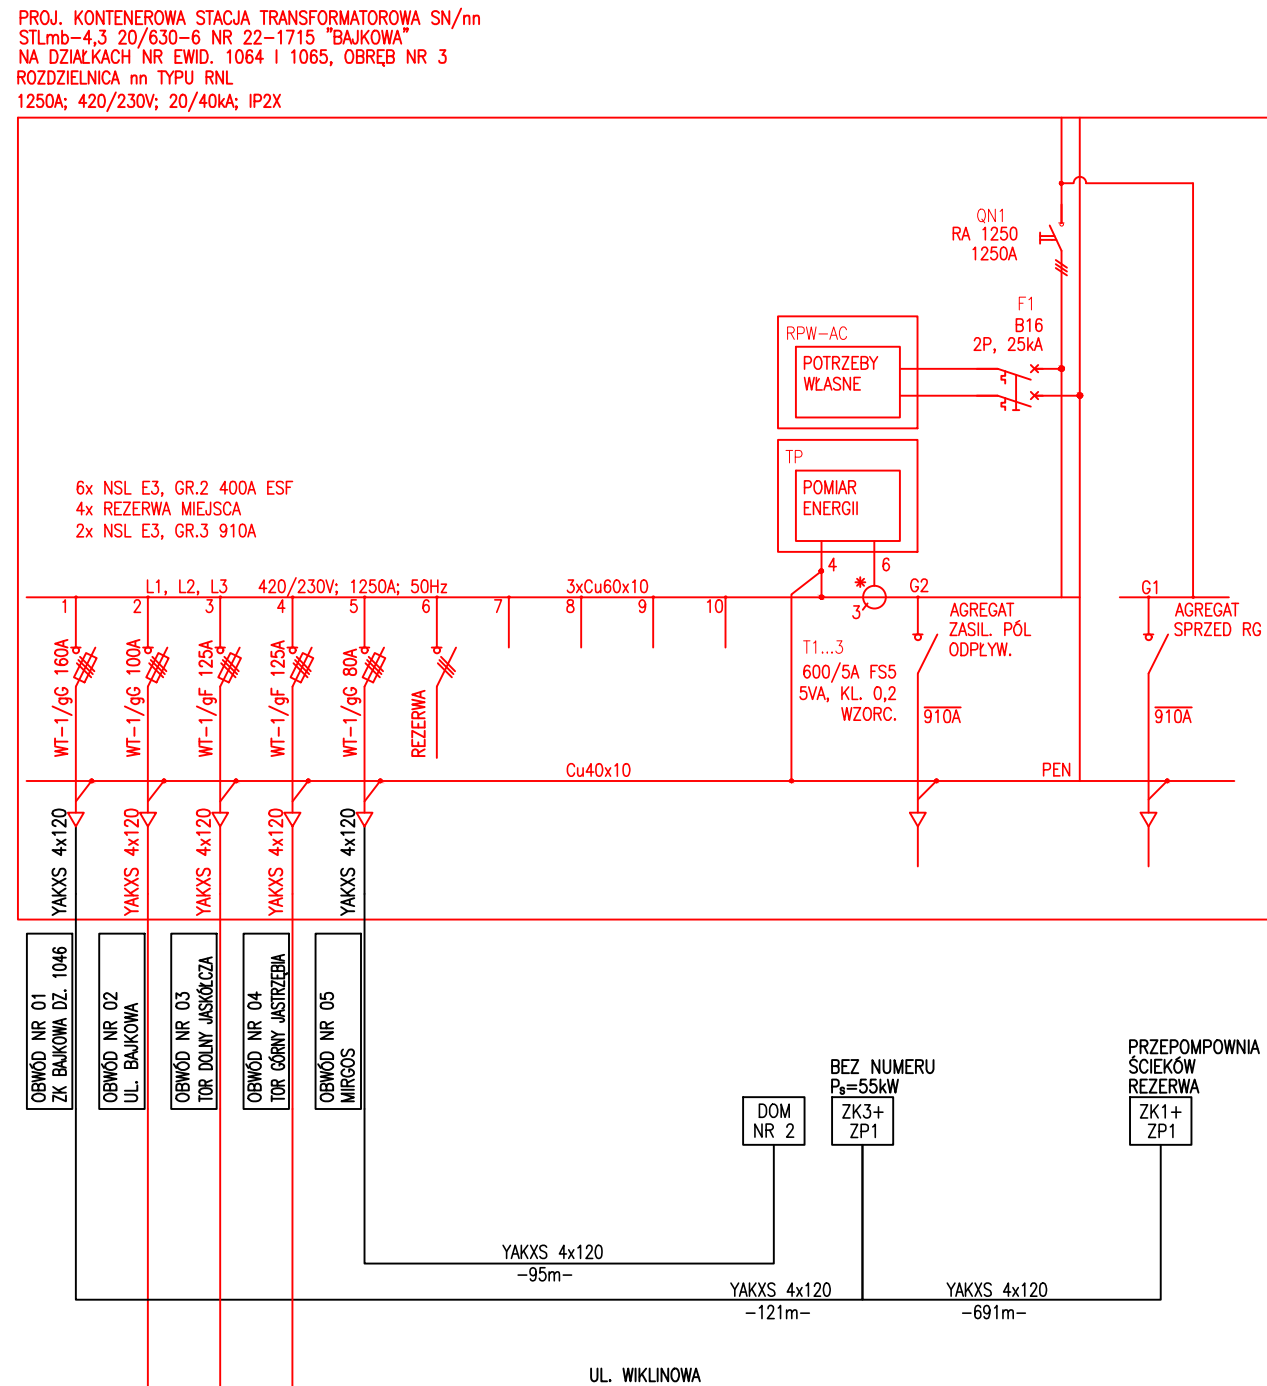 PROJ. KONTENEROWA STACJA TRANSFORMATOROWA SN/nn
STLmb-4,3 20/630-6 NR 22-1715 "BAJKOWA"
NA DZIAŁKACH NR EWID. 1064 I 1065, OBRĘB NR 3
ROZDZIELNICA nn TYPU RNL
1250A; 420/230V; 20/40kA; IP2X
QN1
RA 1250
1250A
F1
B16
2P, 25kA
RPW-AC
POTRZEBY
WŁASNE
TP
POMIAR
ENERGII
6x NSL E3, GR.2 400A ESF
4x REZERWA MIEJSCA
2x NSL E3, GR.3 910A
L1, L2, L3 420/230V; 1250A; 50Hz
3xCu60x10
4
6
*
3
G2
G1
1
2
3
4
5
6
7
8
9
10
AGREGAT
ZASIL. PÓL
ODPŁYW.
AGREGAT
SPRZED RG
T1...3
600/5A FS5
5VA, KL. 0,2
WZORC.
910A
910A
WT-1/gG 160A
WT-1/gG 100A
WT-1/gF 125A
WT-1/gF 125A
WT-1/gG 80A
REZERWA
Cu40x10
PEN
YAKXS 4x120
YAKXS 4x120
YAKXS 4x120
YAKXS 4x120
YAKXS 4x120
OBWÓD NR 01
ZK BAJKOWA DZ. 1046
OBWÓD NR 02
UL. BAJKOWA
OBWÓD NR 03
TOR DOLNY JASKÓŁCZA
OBWÓD NR 04
TOR GÓRNY JASTRZĘBIA
OBWÓD NR 05
MIRGOS
DOM
NR 2
BEZ NUMERU
Ps=55kW
ZK3+
ZP1
PRZEPOMPOWNIA
ŚCIEKÓW
REZERWA
ZK1+
ZP1
YAKXS 4x120
-95m-
YAKXS 4x120
-121m-
YAKXS 4x120
-691m-
UL. WIKLINOWA